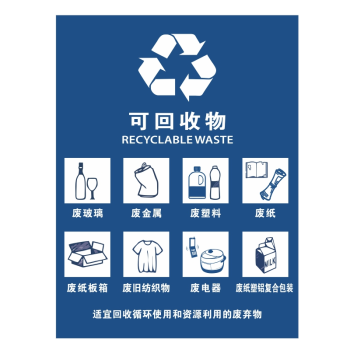 可回收物
RECYCLABLE WASTE
废玻璃 废金属 废塑料 废纸
MILK
废纸板箱 废旧纺织物 废电器 废纸塑铝复合包装
适宜回收循环使用和资源利用的废弃物